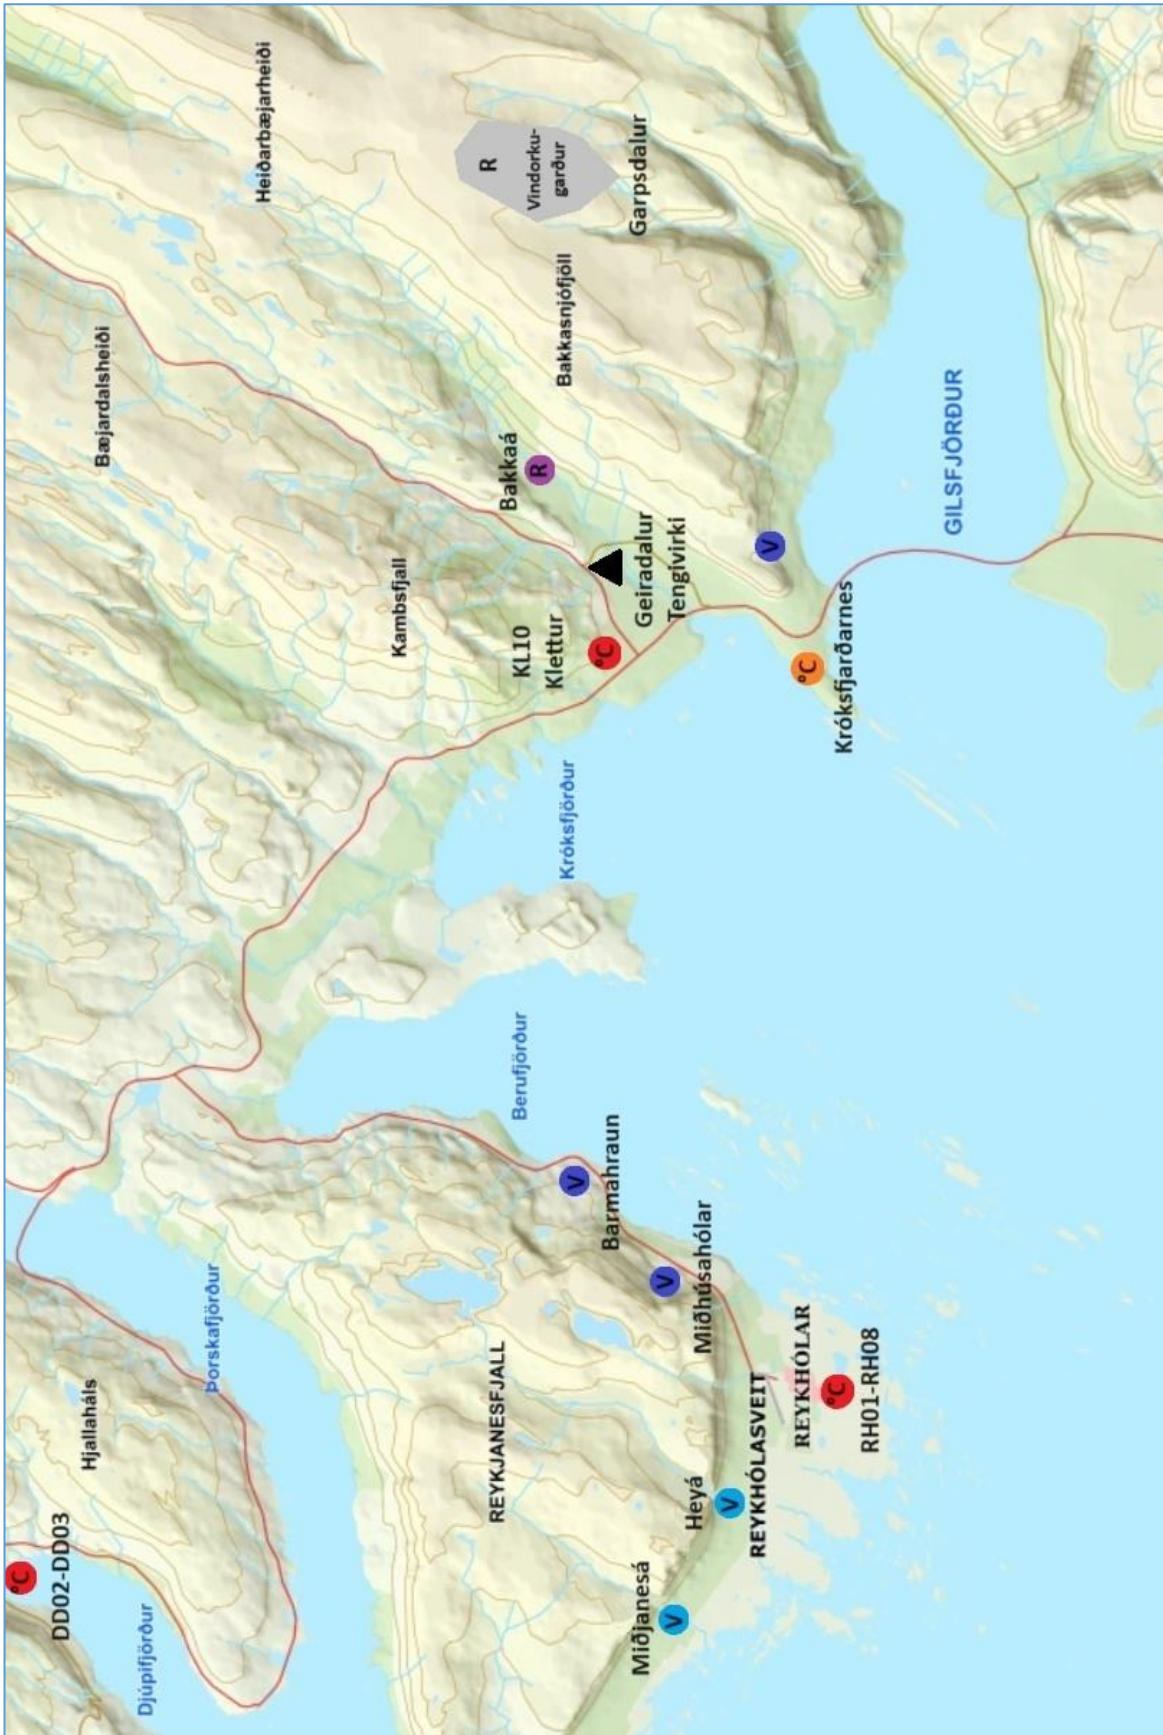 Heiðarbæjarheiði
Bæjardalsheiði
R
Vindorku-
garður
Garpsdalur
Bakkasnjófjöll
Bakkaá
R
Kambsfjall
Geiradalur
Tengivirki
KL10
Klettur
°C
V
GILSFJÖRÐUR
°C
Króksfjarðarnes
Króksfjörður
Berufjörður
V
Barmahraun
V
Miðhúsahólar
Þorskafjörður
Hjallaháls
REYKJANESFJALL
REYKHÓLAR
°C
RH01-RH08
REYKHÓLASVEIT
Heyá
V
Miðjanesá
V
°C
DD02-DD03
Djúpifjörður